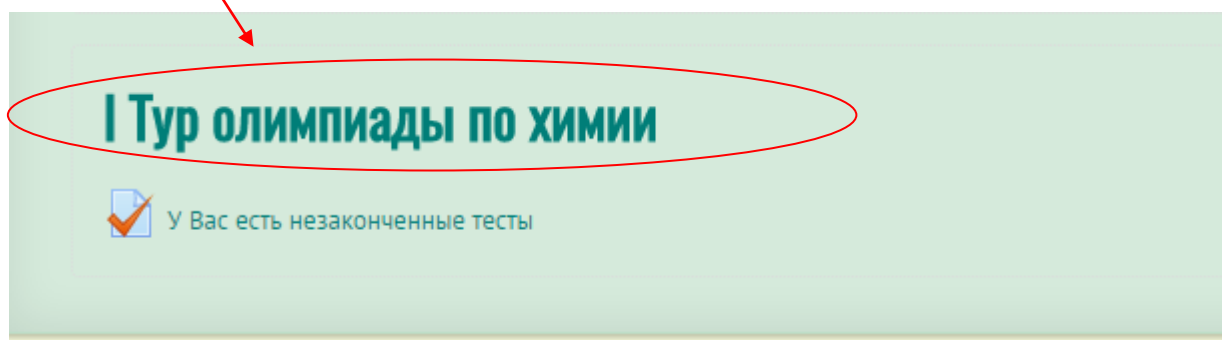 I Тур олимпиады по химии
У Вас есть незаконченные тесты